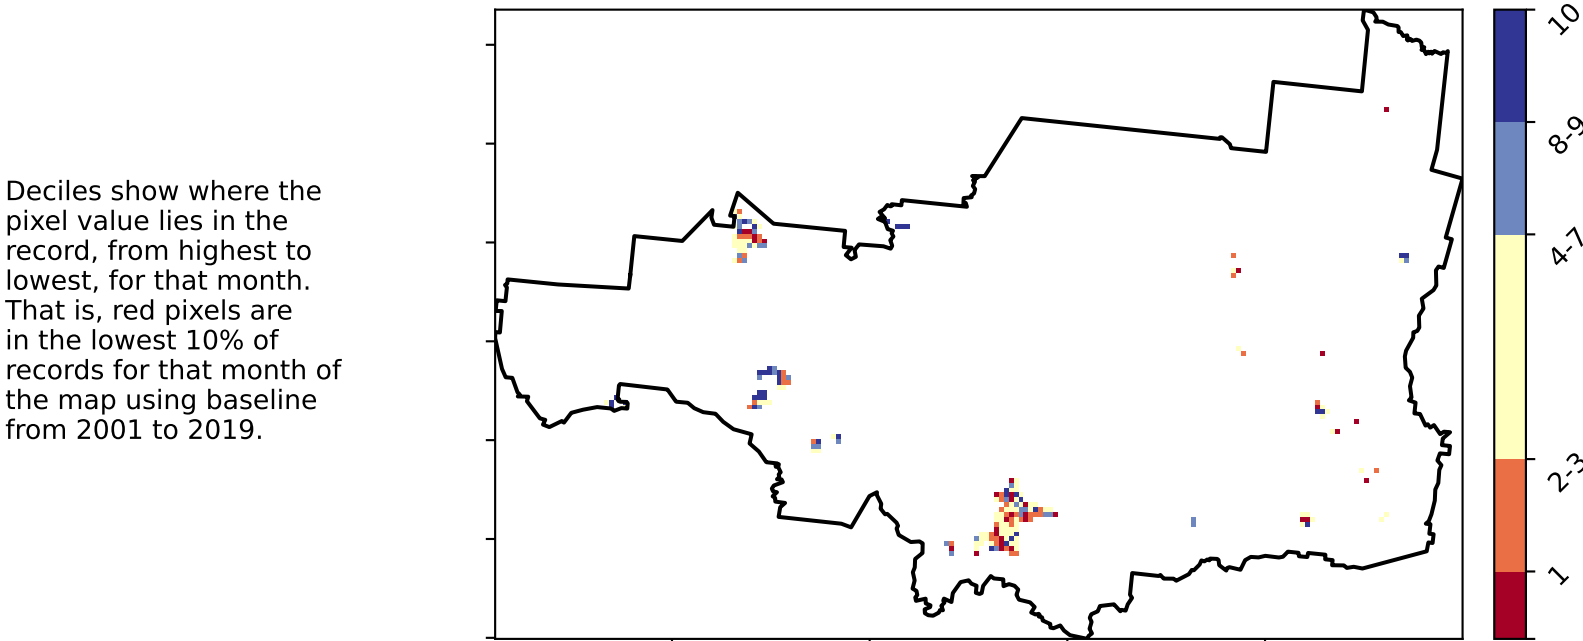 Deciles show where the
pixel value lies in the
record, from highest to
lowest, for that month.
That is, red pixels are
in the lowest 10% of
records for that month of
the map using baseline
from 2001 to 2019.
10
8-9
4-7
2-3
1